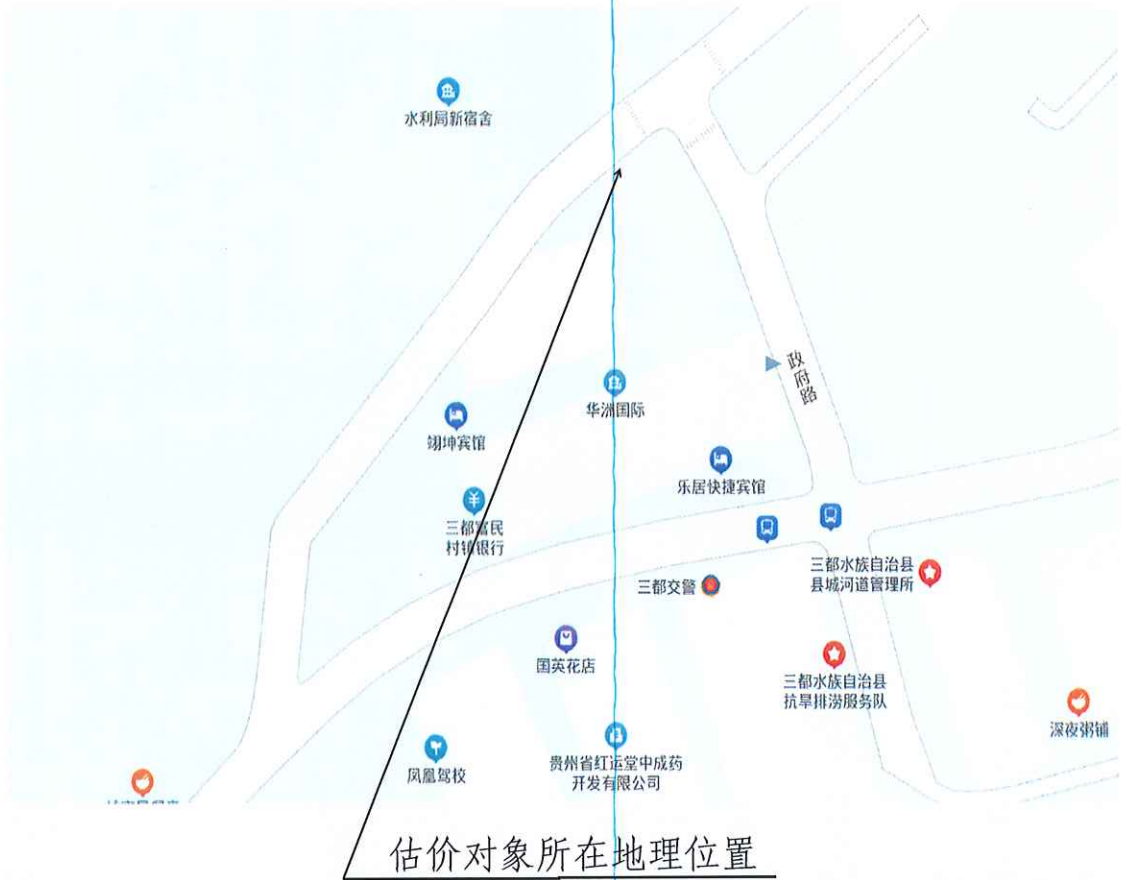 水利局新宿舍
政府路
华洲国际
翊坤宾馆
乐居快捷宾馆
三都富民
村镇银行
三都水族自治县
县城河道管理所
三都交警
国英花店
三都水族自治县
抗旱排涝服务队
深夜粥铺
凤凰驾校
贵州省红运堂中成药
开发有限公司
估价对象所在地理位置